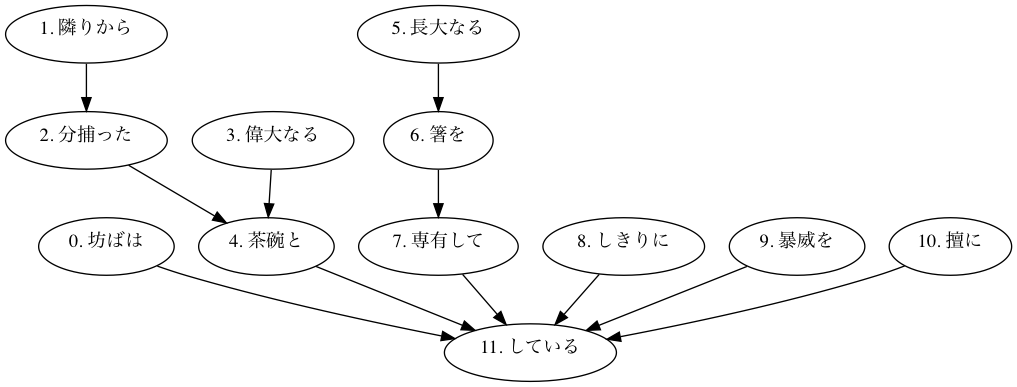 1. 隣りから
5. 長大なる
2. 分捕った
3. 偉大なる
6. 箸を
0. 坊ばは
4. 茶碗と
7. 専有して
8. しきりに
9. 暴威を
10. 擅に
11. している